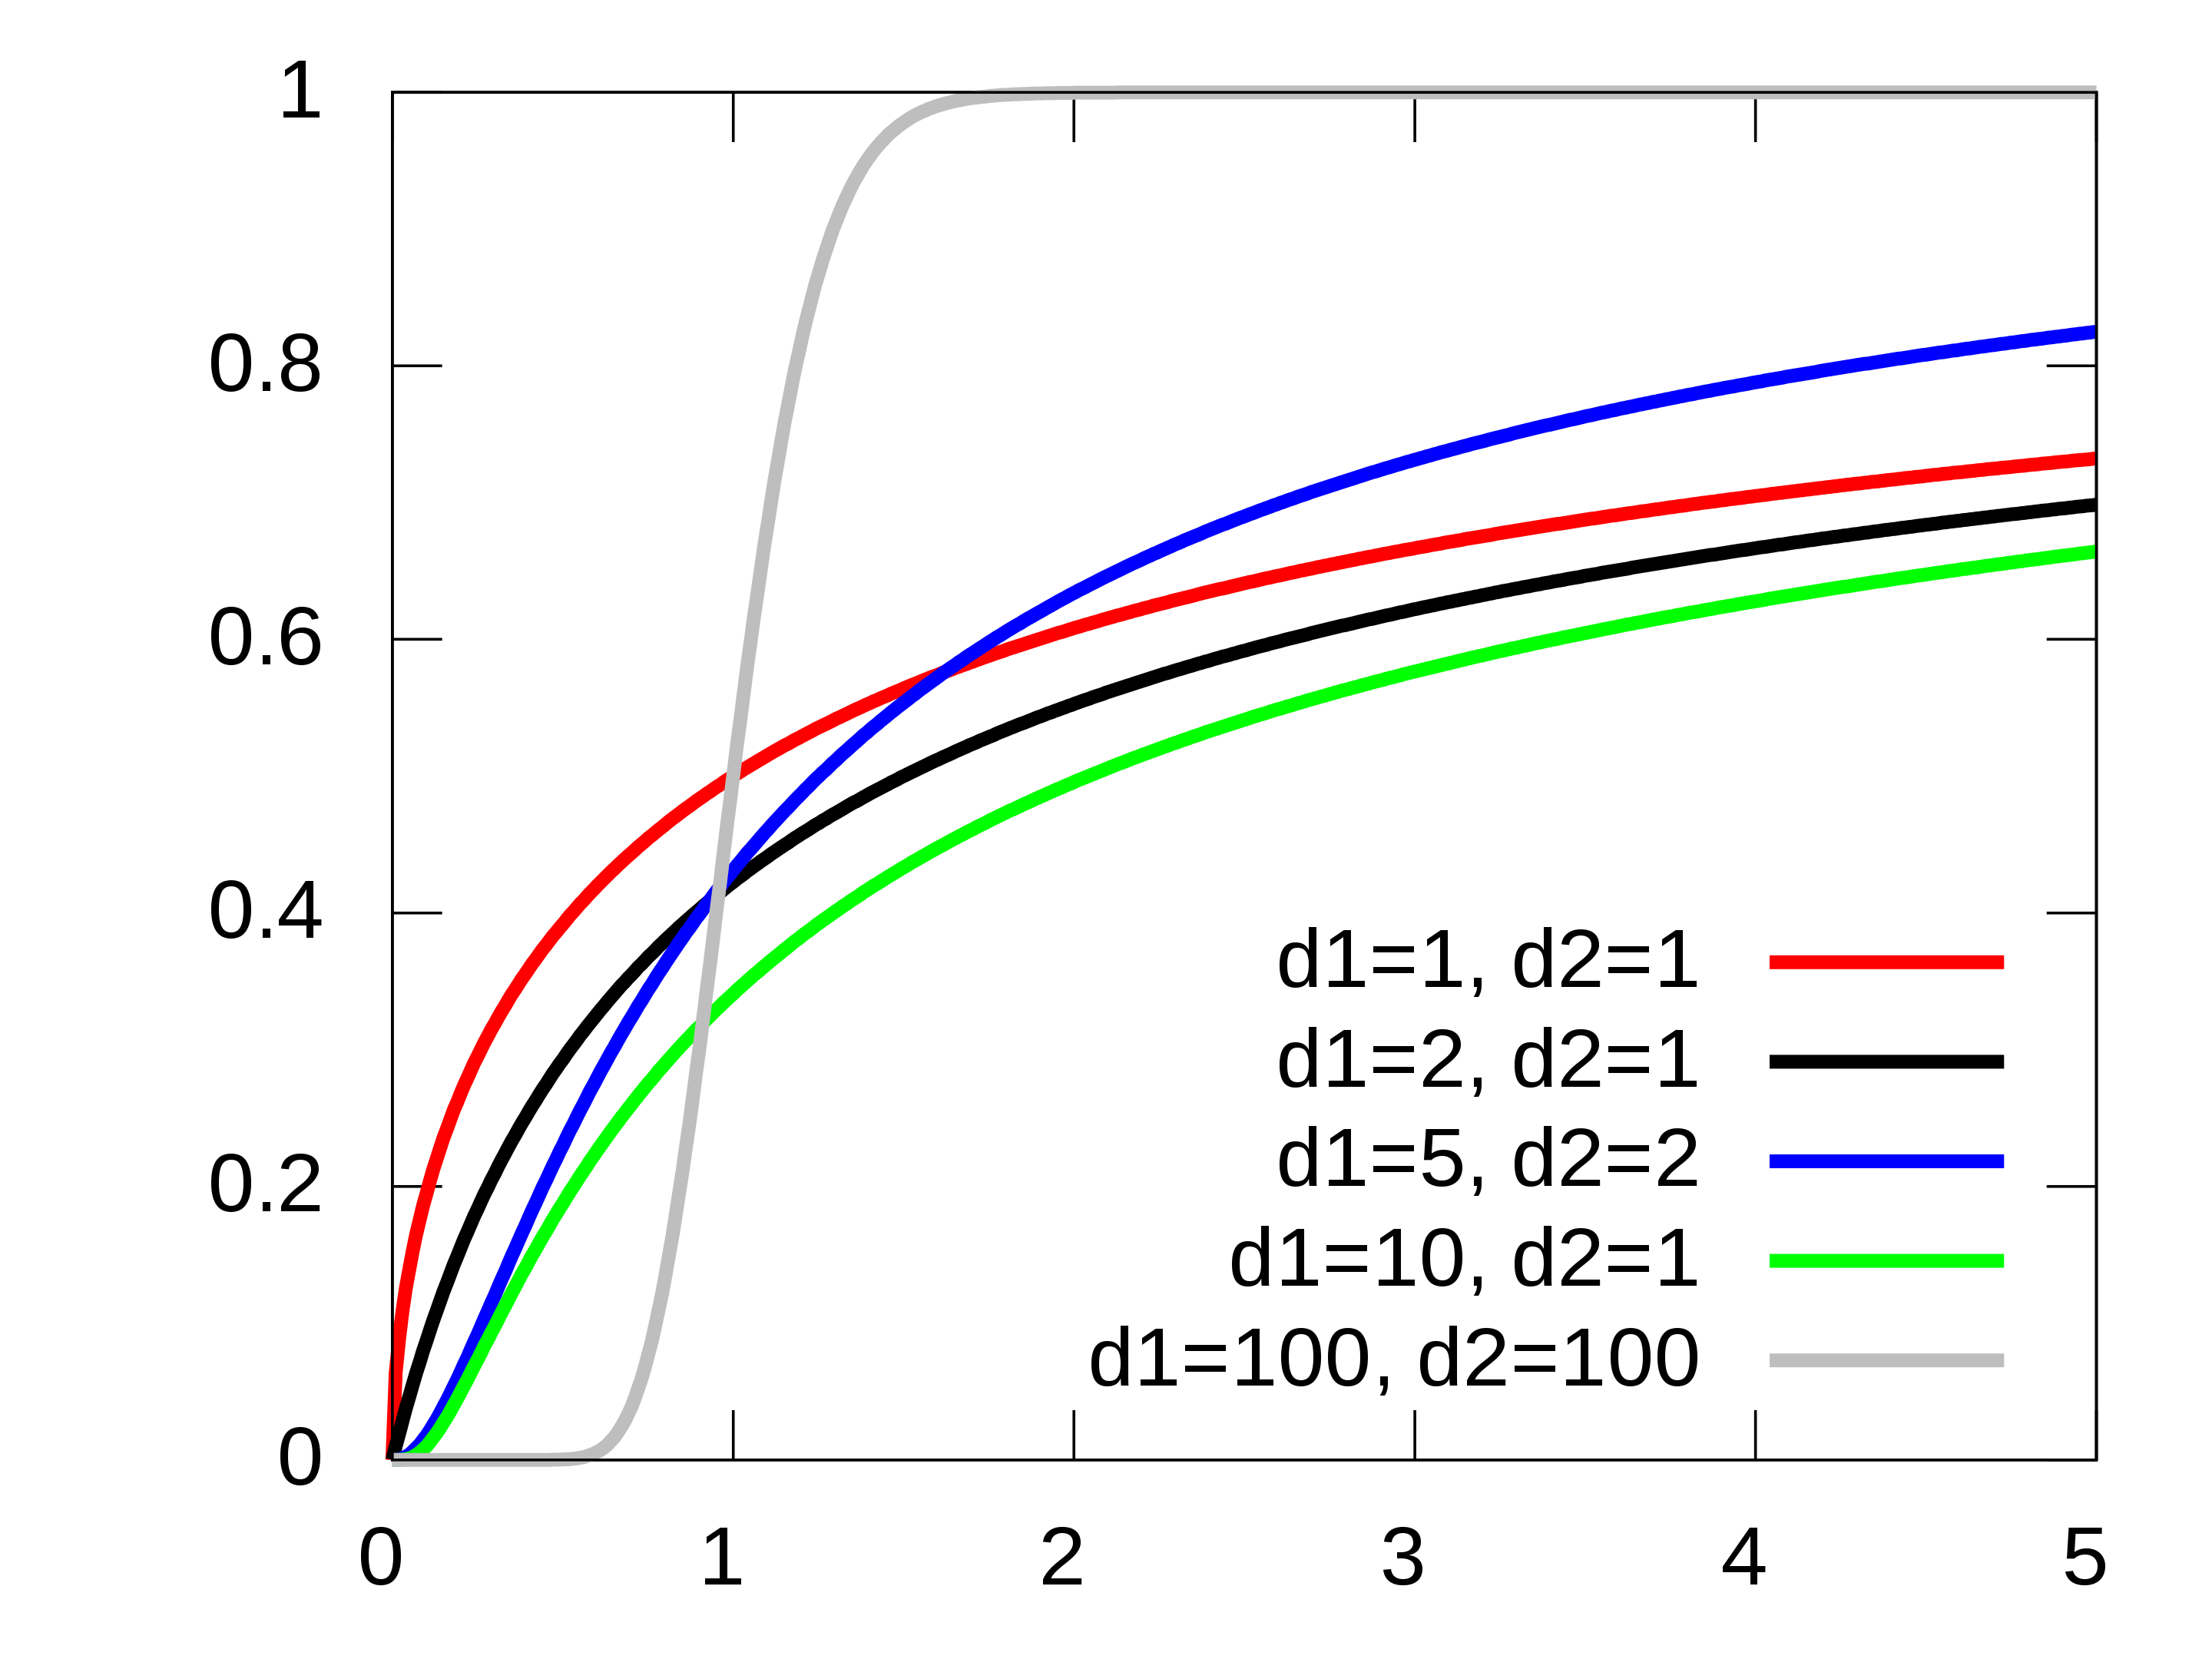 1
0.8
0.6
0.4
0.2
0
d1=1, d2=1
d1=2, d2=1
d1=5, d2=2
d1=10, d2=1
d1=100, d2=100
0 1 2 3 4 5